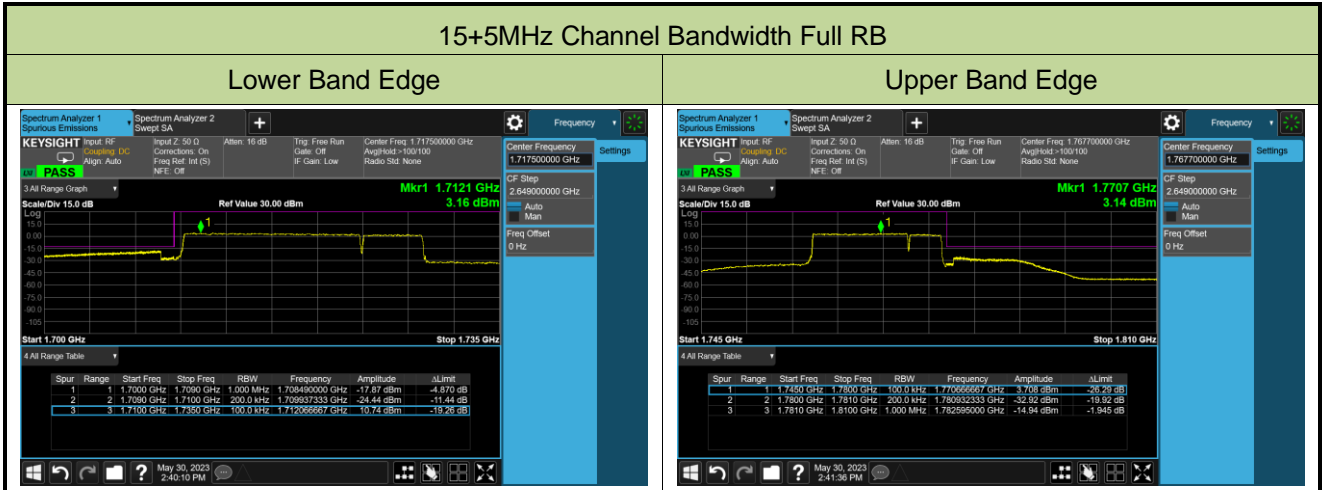 15+5MHz Channel Bandwidth Full RB
Lower Band Edge
Upper Band Edge
Spectrum Analyzer 1
Spurious Emissions
Spectrum Analyzer 2
Swept SA
+
Frequency
KEYSIGHT
Input: RF
Coupling: DC
Align: Auto
Input Z: 50 Ω
Corrections: On
Freq Ref: Int (S)
NFE: Off
Atten: 16 dB
Trig: Free Run
Gate: Off
IF Gain: Low
Center Freq: 1.717500000 GHz
Avg|Hold:>100/100
Radio Std: None
PASS
Center Frequency
1.717500000 GHz
Settings
CF Step
2.649000000 GHz
Auto
Man
Freq Offset
0 Hz
3 All Range Graph
Mkr1 1.7121 GHz
Scale/Div 15.0 dB
Ref Value 30.00 dBm
3.16 dBm
Log
15.0
0.00
-15.0
-30.0
-45.0
-60.0
-75.0
-90.0
-105
1
Start 1.700 GHz
Stop 1.735 GHz
4 All Range Table
Spur Range Start Freq Stop Freq RBW Frequency Amplitude ΔLimit
1 1 1.7000 GHz 1.7090 GHz 1.000 MHz 1.708490000 GHz -17.87 dBm -4.870 dB
2 2 1.7090 GHz 1.7100 GHz 200.0 kHz 1.709937333 GHz -24.44 dBm -11.44 dB
3 3 1.7100 GHz 1.7350 GHz 100.0 kHz 1.712066667 GHz 10.74 dBm -19.26 dB
?
May 30, 2023
2:40:10 PM
Spectrum Analyzer 1
Spurious Emissions
Spectrum Analyzer 2
Swept SA
+
Frequency
KEYSIGHT
Input: RF
Coupling: DC
Align: Auto
Input Z: 50 Ω
Corrections: On
Freq Ref: Int (S)
NFE: Off
Atten: 16 dB
Trig: Free Run
Gate: Off
IF Gain: Low
Center Freq: 1.767700000 GHz
Avg|Hold:>100/100
Radio Std: None
PASS
Center Frequency
1.767700000 GHz
Settings
CF Step
2.649000000 GHz
Auto
Man
Freq Offset
0 Hz
3 All Range Graph
Mkr1 1.7707 GHz
Scale/Div 15.0 dB
Ref Value 30.00 dBm
3.14 dBm
Log
15.0
0.00
-15.0
-30.0
-45.0
-60.0
-75.0
-90.0
-105
1
Start 1.745 GHz
Stop 1.810 GHz
4 All Range Table
Spur Range Start Freq Stop Freq RBW Frequency Amplitude ΔLimit
1 1 1.7450 GHz 1.7800 GHz 100.0 kHz 1.770666667 GHz 3.708 dBm -26.29 dB
2 2 1.7800 GHz 1.7810 GHz 200.0 kHz 1.780932333 GHz -32.92 dBm -19.92 dB
3 3 1.7810 GHz 1.8100 GHz 1.000 MHz 1.782595000 GHz -14.94 dBm -1.945 dB
?
May 30, 2023
2:41:36 PM